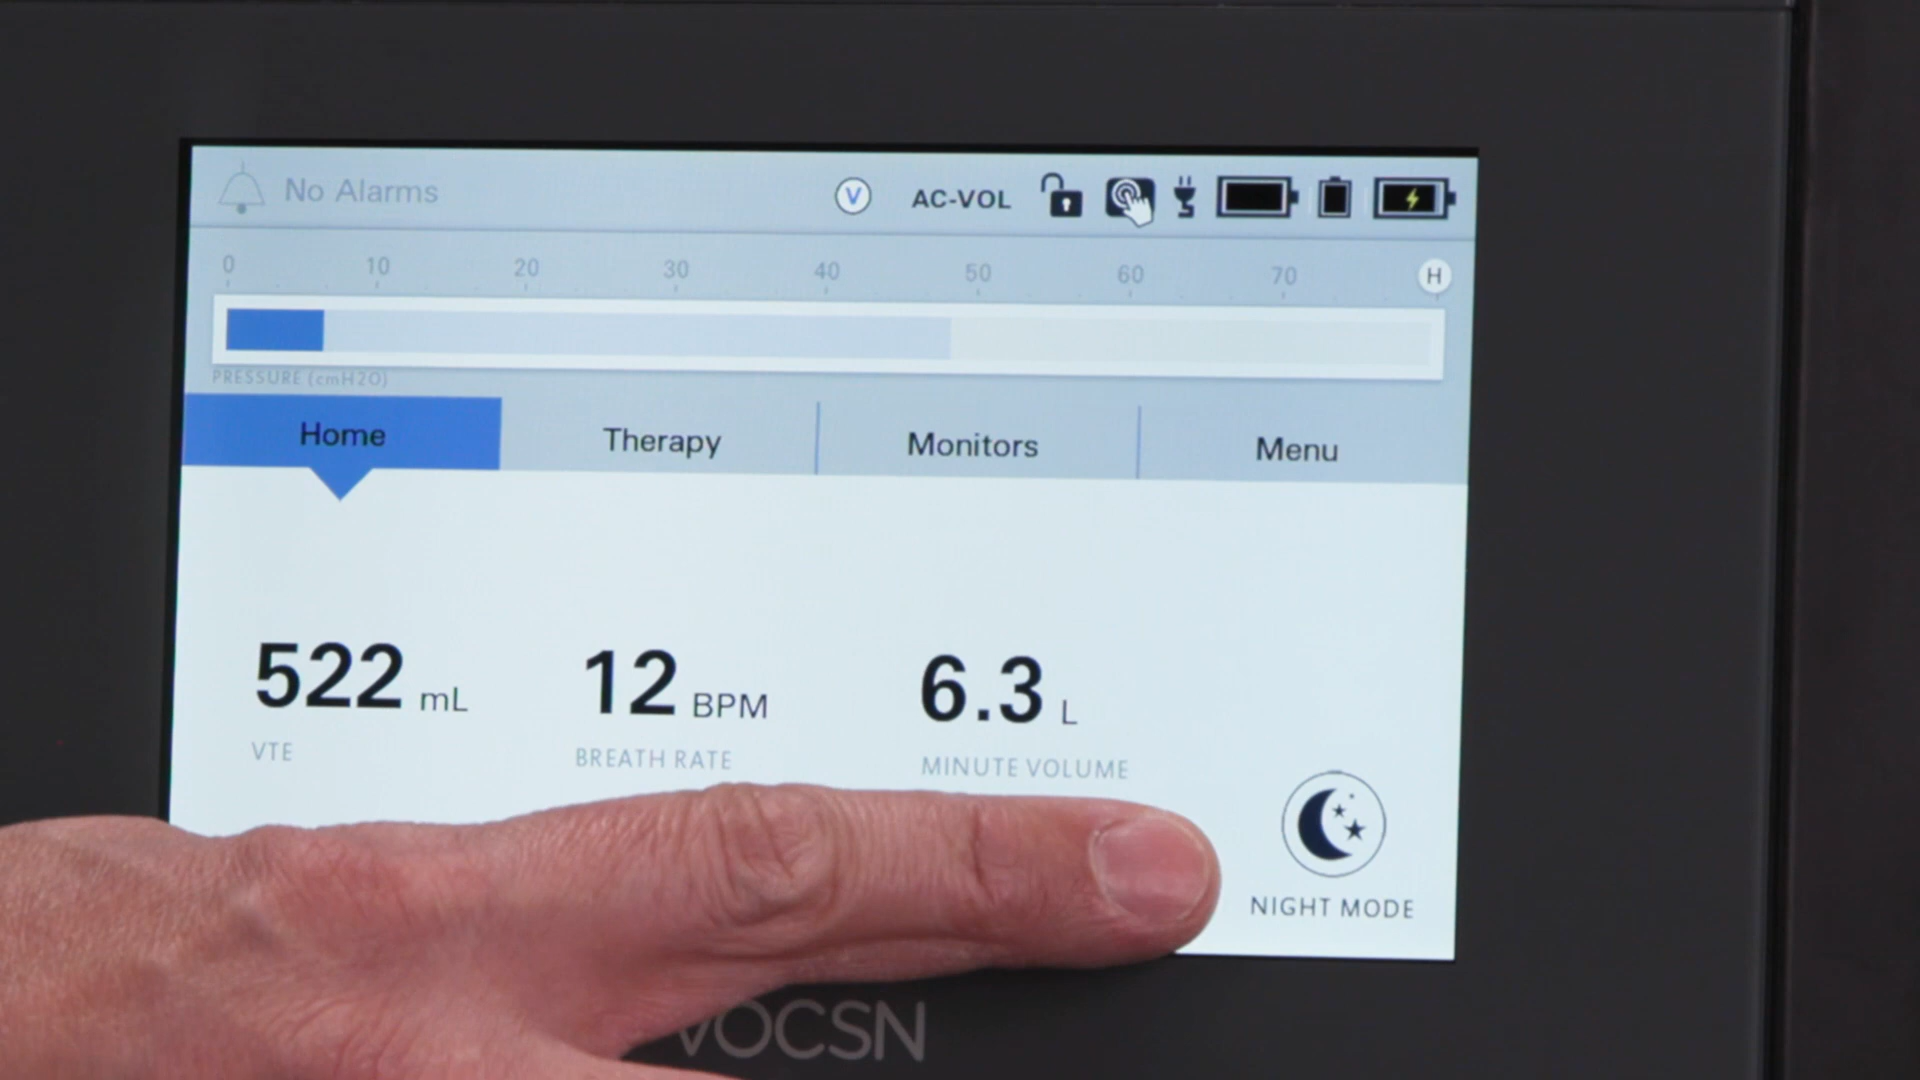 No Alarms
V AC-VOL
0 10 20 30 40 50 60 70 H
PRESSURE (cmH2O)
Home Therapy Monitors Menu
522 mL 12 BPM 6.3 L
VTE BREATH RATE MINUTE VOLUME
NIGHT MODE
VOCSN